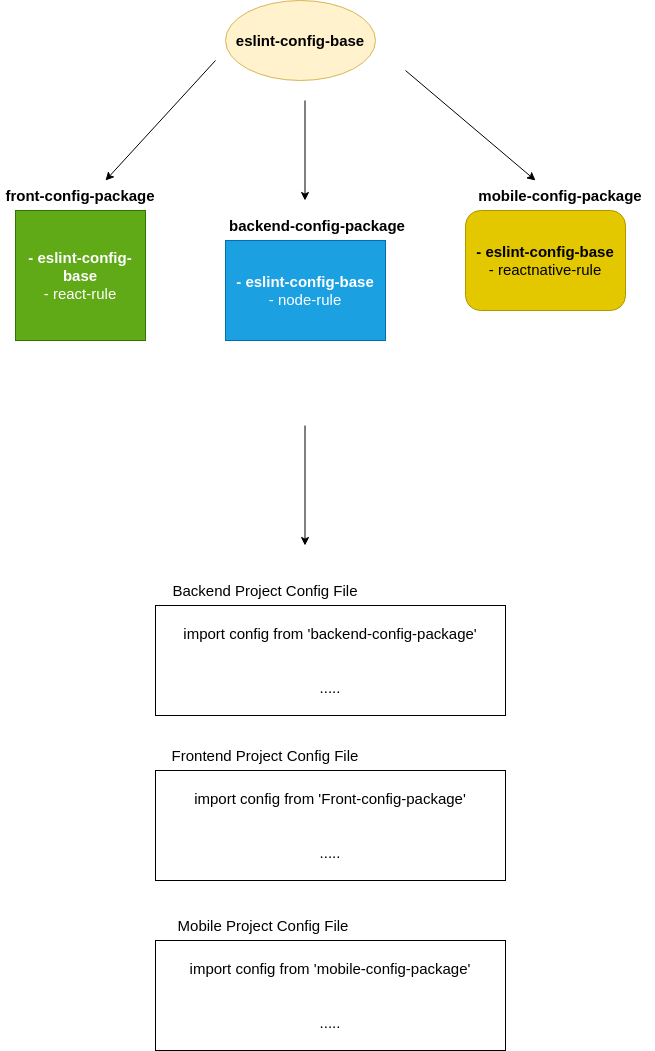 eslint-config-base
front-config-package
- eslint-config-
base
- react-rule
backend-config-package
- eslint-config-base
- node-rule
mobile-config-package
- eslint-config-base
- reactnative-rule
Backend Project Config File
import config from 'backend-config-package'
.....
Frontend Project Config File
import config from 'Front-config-package'
.....
Mobile Project Config File
import config from 'mobile-config-package'
.....